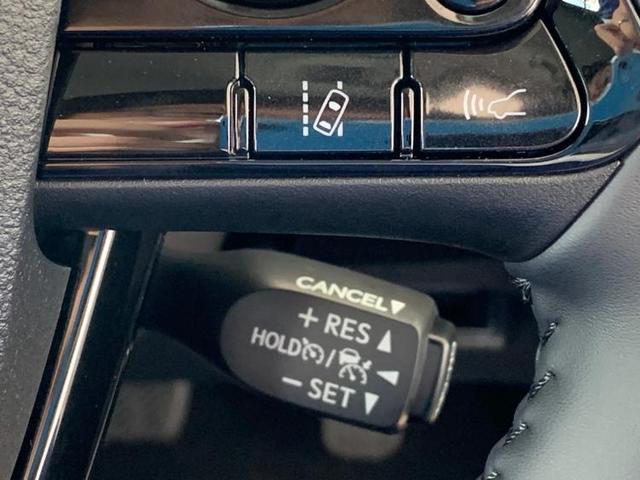 CANCEL▼
+ RES ▲
HOLD / ◄
– SET ▼